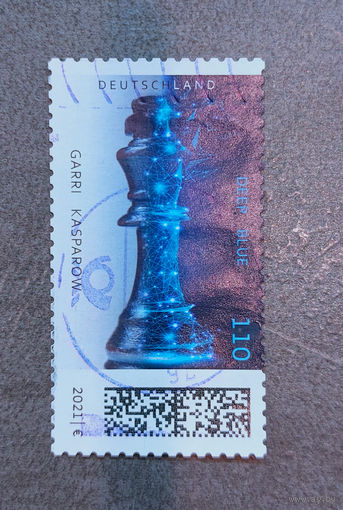 DEUTSCHLAND
GARRI KASPAROW
DEEP BLUE
110
2021 | €